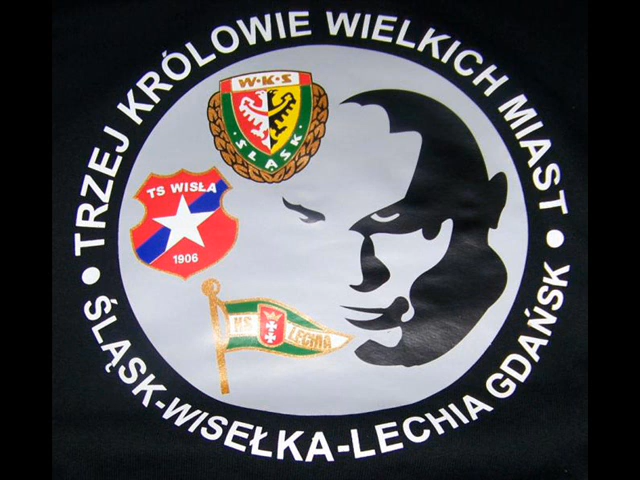 TRZEJ KRÓLOWIE WIELKICH MIAST
W•K•S
ŚLĄSK
TS WISŁA
1906
KS
LECHIA
• ŚLĄSK-WISEŁKA-LECHIA GDAŃSK •